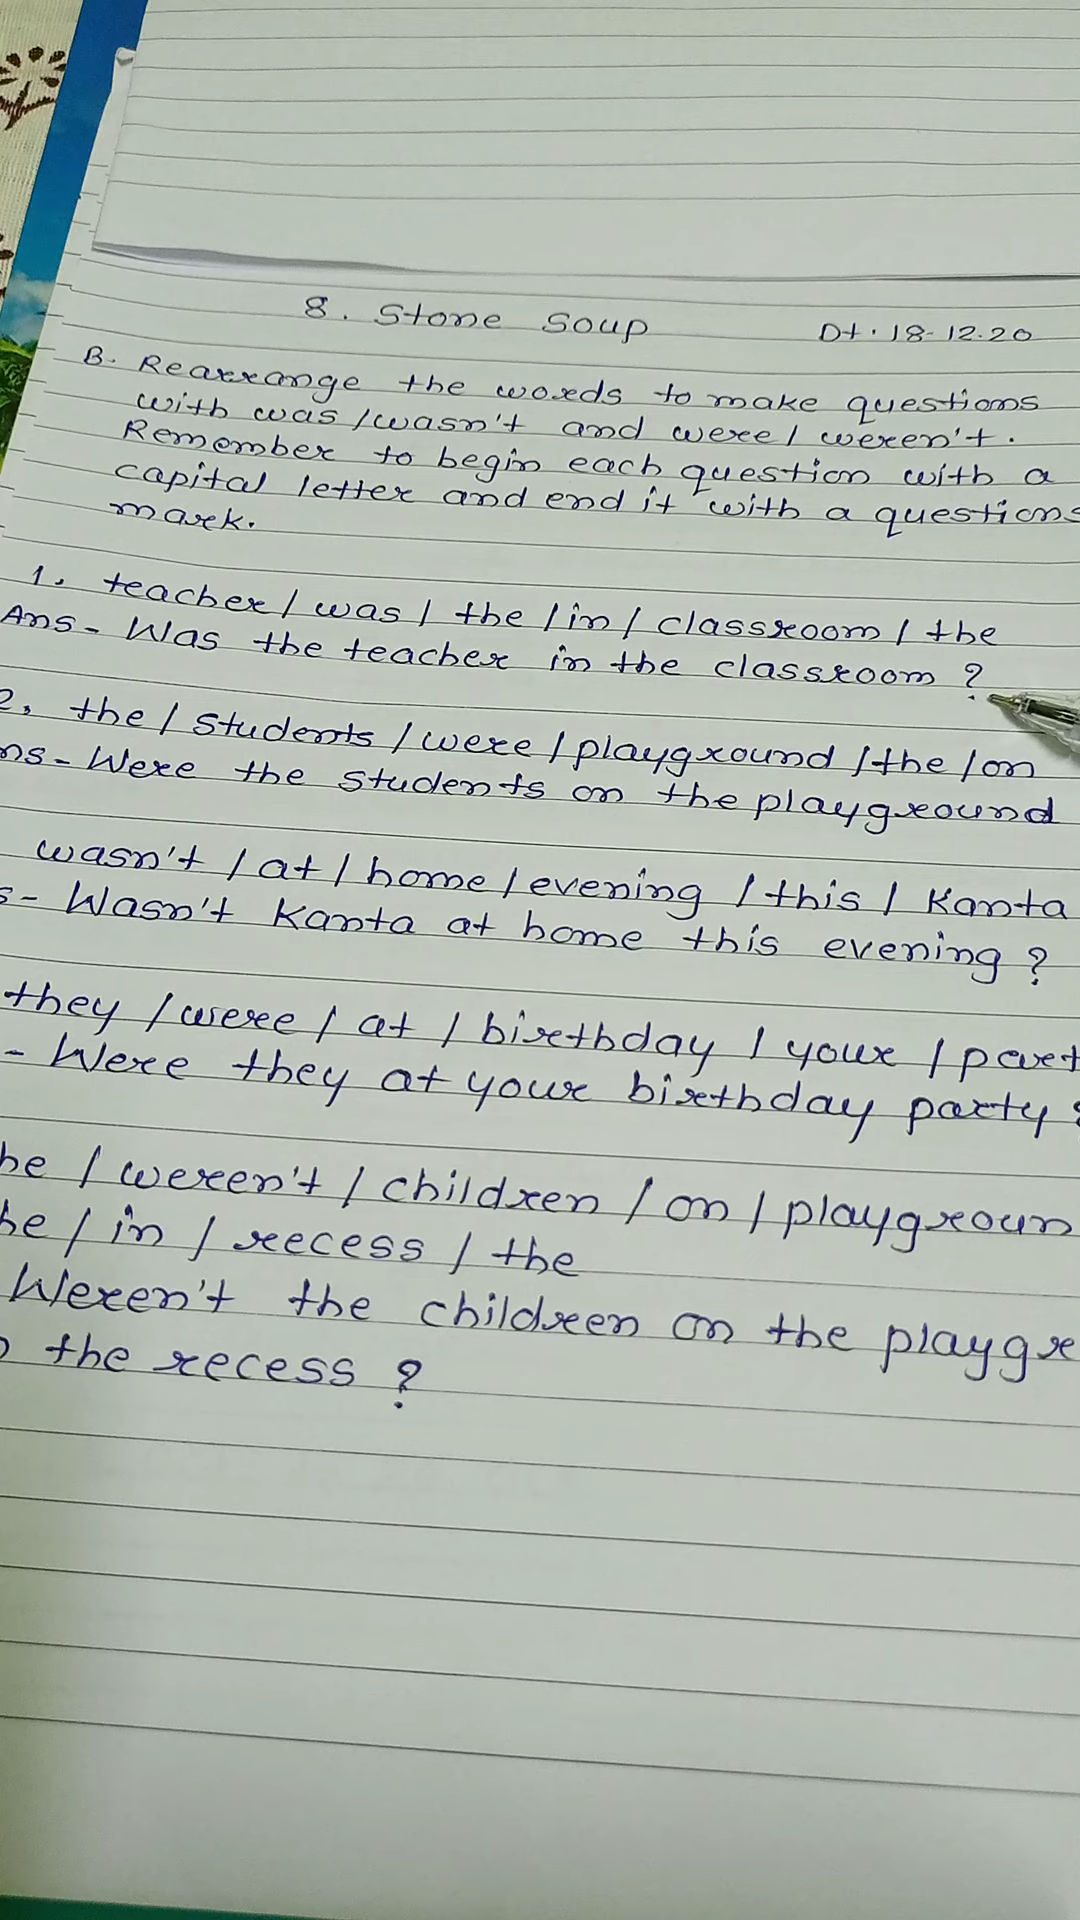 8. Stone Soup Dt. 18-12.20
B. Rearrange the words to make questions
with was/wasn't and were/weren't.
Remember to begin each question with a
capital letter and end it with a questions
mark.
1. teacher/was/the/in/classroom/the
Ans- Was the teacher in the classroom?
2. the/students/were/playground/the/on
ns- Were the students on the playground
wasn't/at/home/evening/this/Kanta
s- Wasn't Kanta at home this evening?
they/were/at/birthday/your/part
- Were they at your birthday party?
he/weren't/children/on/playgroun
he/in/recess/the
Weren't the children on the playgr
the recess?